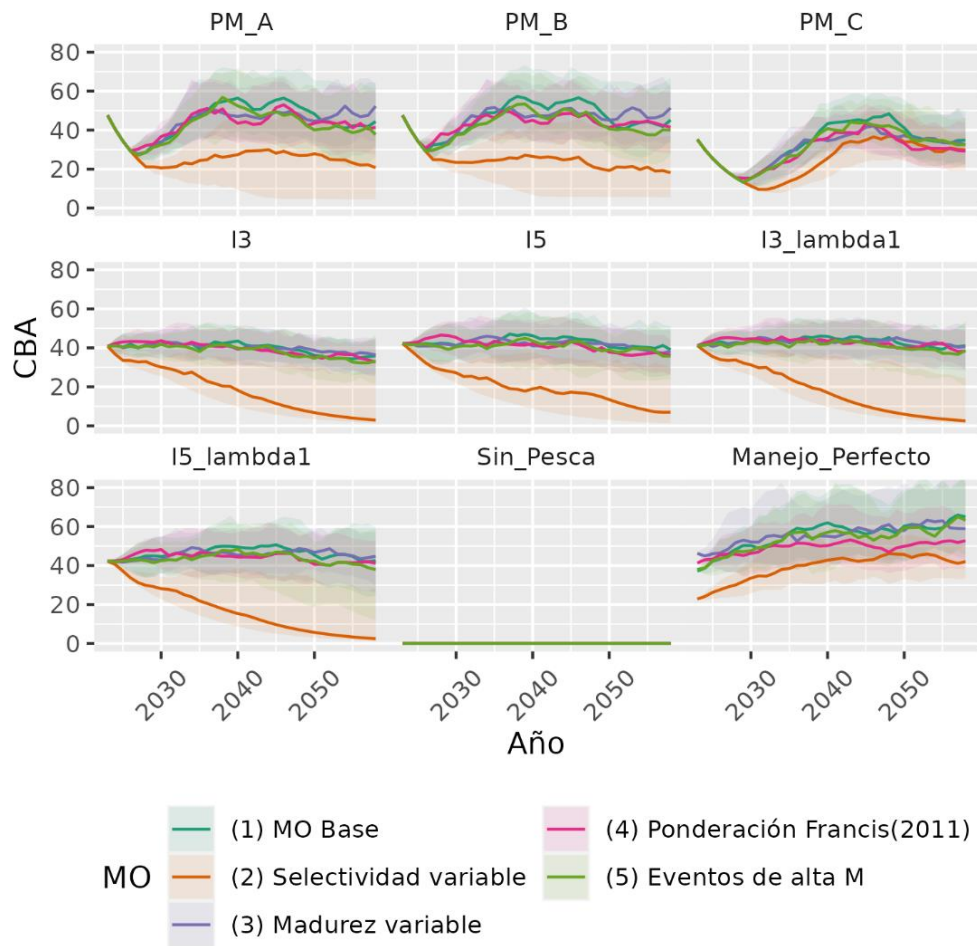 PM_A PM_B PM_C
80
60
40
20
0
I3 I5 I3_lambda1
80
60
40
20
0
I5_lambda1 Sin_Pesca Manejo_Perfecto
80
60
40
20
0
CBA
2030 2040 2050 2030 2040 2050 2030 2040 2050
Año
MO
(1) MO Base
(2) Selectividad variable
(3) Madurez variable
(4) Ponderación Francis(2011)
(5) Eventos de alta M